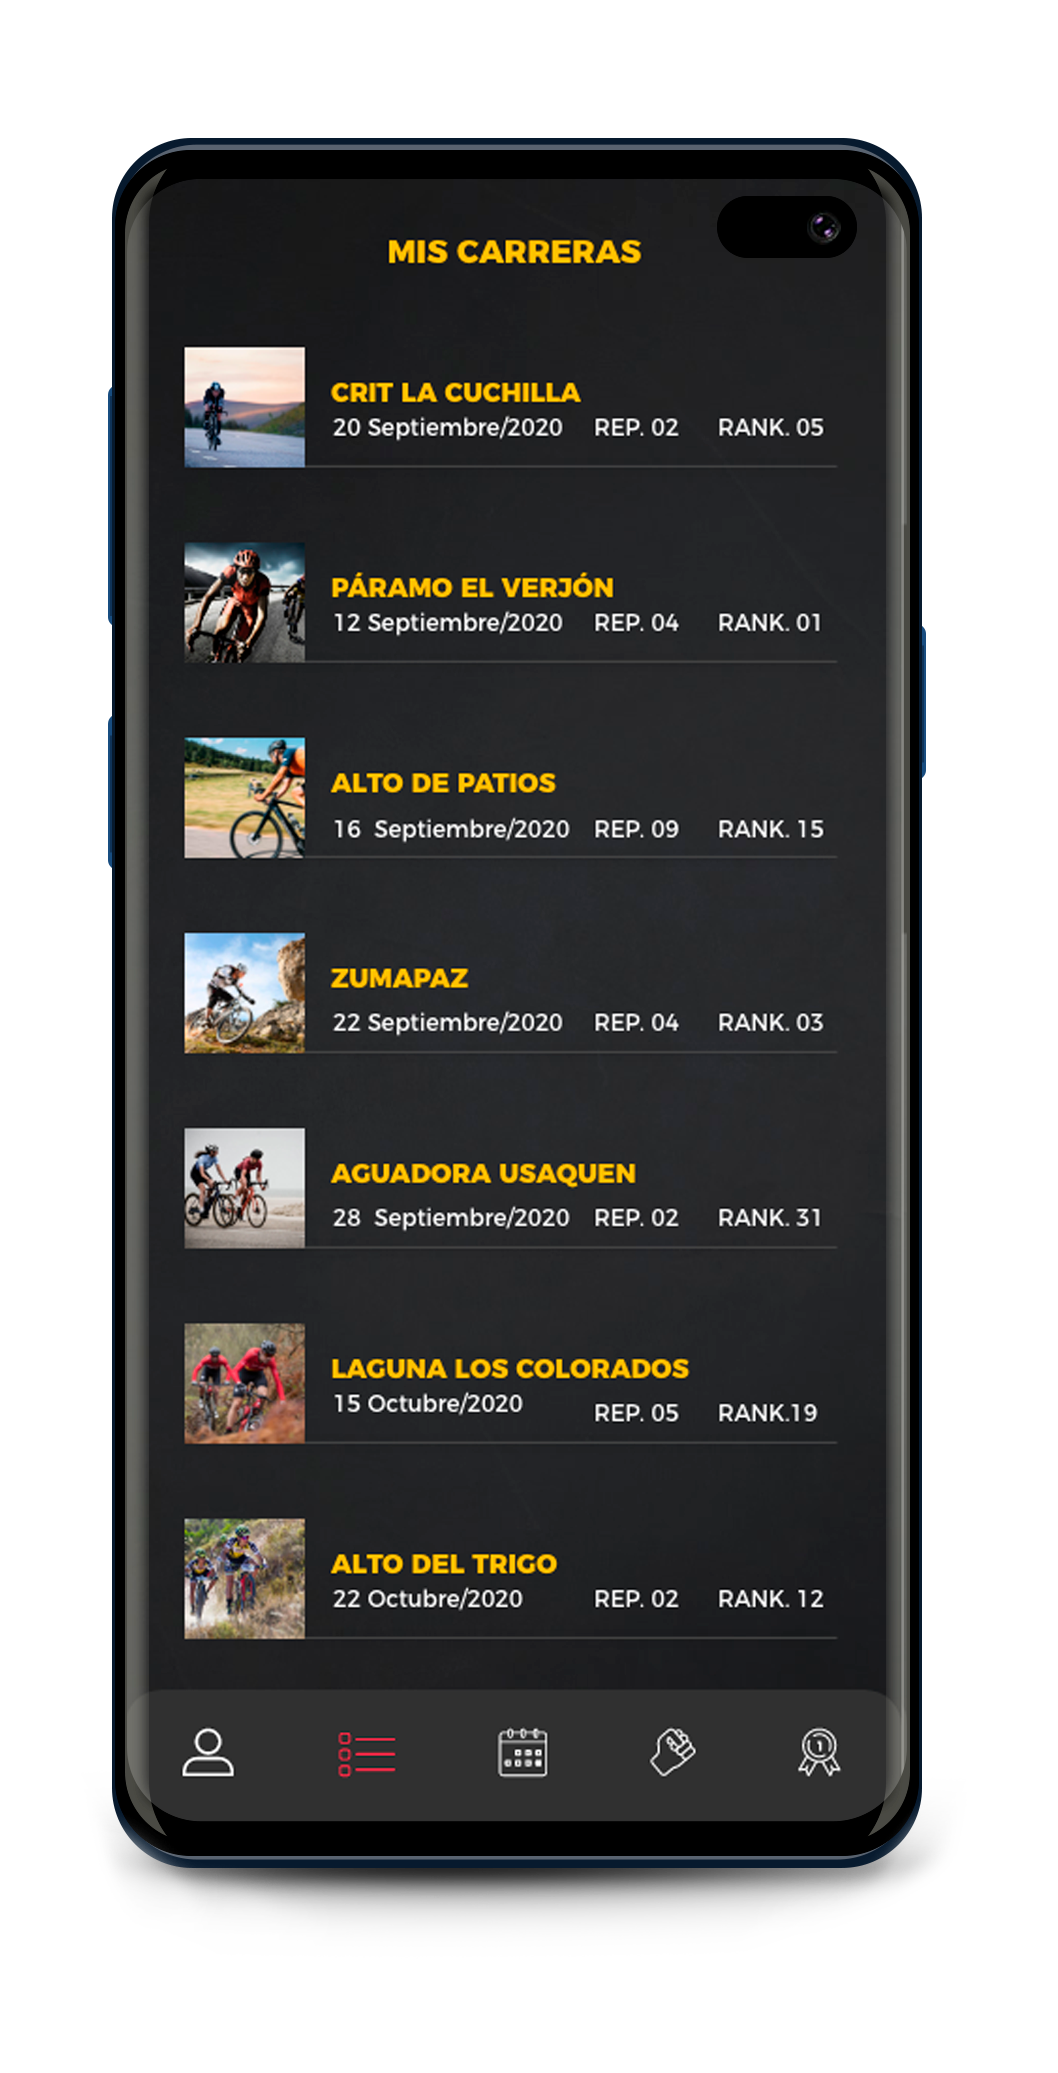 MIS CARRERAS
CRIT LA CUCHILLA
20 Septiembre/2020 REP. 02 RANK. 05
PÁRAMO EL VERJÓN
12 Septiembre/2020 REP. 04 RANK. 01
ALTO DE PATIOS
16 Septiembre/2020 REP. 09 RANK. 15
ZUMAPAZ
22 Septiembre/2020 REP. 04 RANK. 03
AGUADORA USAQUEN
28 Septiembre/2020 REP. 02 RANK. 31
LAGUNA LOS COLORADOS
15 Octubre/2020 REP. 05 RANK.19
ALTO DEL TRIGO
22 Octubre/2020 REP. 02 RANK. 12
1